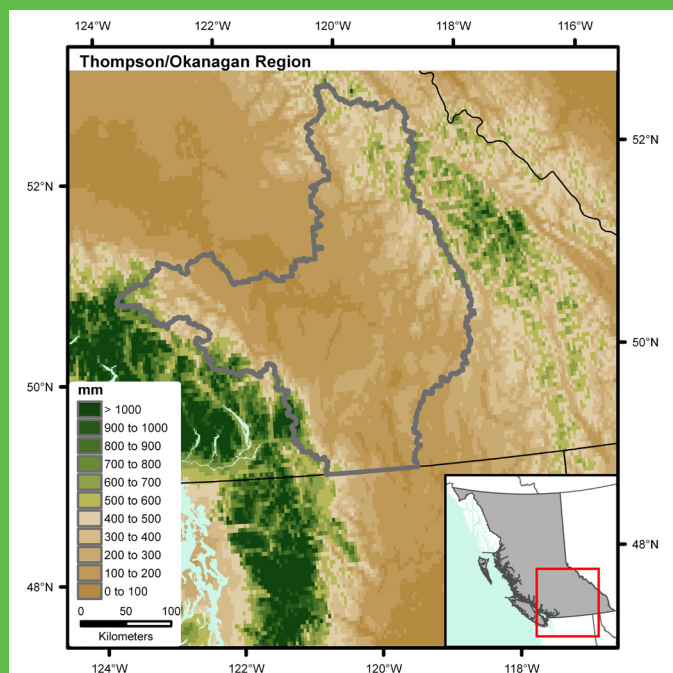 124°W 122°W 120°W 118°W 116°W
Thompson/Okanagan Region
52°N
52°N
50°N
50°N
mm
> 1000
900 to 1000
800 to 900
700 to 800
600 to 700
500 to 600
400 to 500
300 to 400
200 to 300
100 to 200
0 to 100
0 50 100
Kilometers
48°N
48°N
124°W 122°W 120°W 118°W